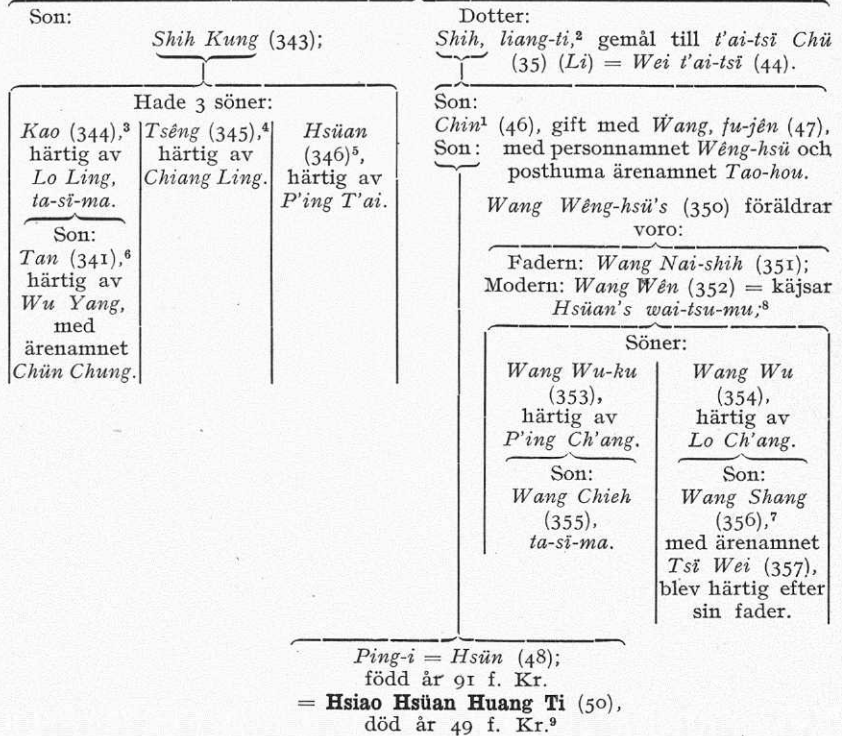 Son:
Shih Kung (343);
Hade 3 söner:
Kao (344),³
härtig av
Lo Ling,
ta-sï-ma.
Son:
Tan (341),⁶
härtig av
Wu Yang,
med
ärenamnet
Chün Chung.
Tsêng (345),⁴
härtig av
Chiang Ling.
Hsüan
(346)⁵,
härtig av
P'ing T'ai.
Dotter:
Shih, liang-ti,² gemål till t'ai-tsï Chü
(35) (Li) = Wei t'ai-tsï (44).
Son:
Chin¹ (46), gift med Wang, fu-jên (47),
Son: med personnamnet Wêng-hsü och
posthuma ärenamnet Tao-hou.
Wang Wêng-hsü's (350) föräldrar
voro:
Fadern: Wang Nai-shih (351);
Modern: Wang Wên (352) = käjsar
Hsüan's wai-tsu-mu;⁸
Söner:
Wang Wu-ku
(353),
härtig av
P'ing Ch'ang.
Son:
Wang Chieh
(355),
ta-sï-ma.
Wang Wu
(354),
härtig av
Lo Ch'ang.
Son:
Wang Shang
(356),⁷
med ärenamnet
Tsï Wei (357),
blev härtig efter
sin fader.
Ping-i = Hsün (48);
född år 91 f. Kr.
= Hsiao Hsüan Huang Ti (50),
död år 49 f. Kr.⁹